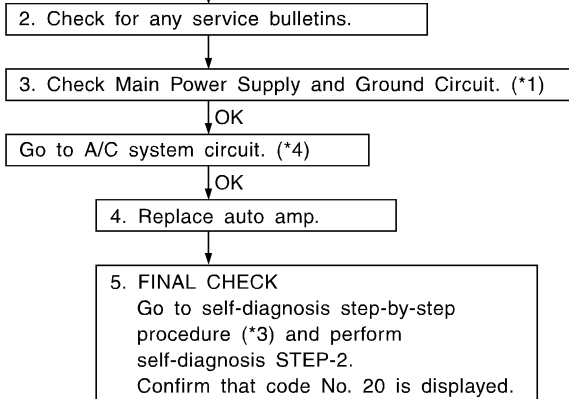 2. Check for any service bulletins.
3. Check Main Power Supply and Ground Circuit. (*1)
OK
Go to A/C system circuit. (*4)
OK
4. Replace auto amp.
5. FINAL CHECK
Go to self-diagnosis step-by-step
procedure (*3) and perform
self-diagnosis STEP-2.
Confirm that code No. 20 is displayed.